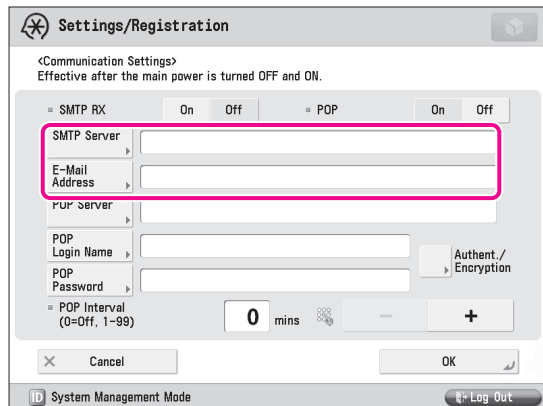 Settings/Registration
<Communication Settings>
Effective after the main power is turned OFF and ON.
SMTP RX On Off POP On Off
SMTP Server
E-Mail
Address
POP Server
POP
Login Name
Authent./
Encryption
POP
Password
POP Interval
(0=Off, 1-99)
0 mins - +
Cancel OK
ID System Management Mode Log Out